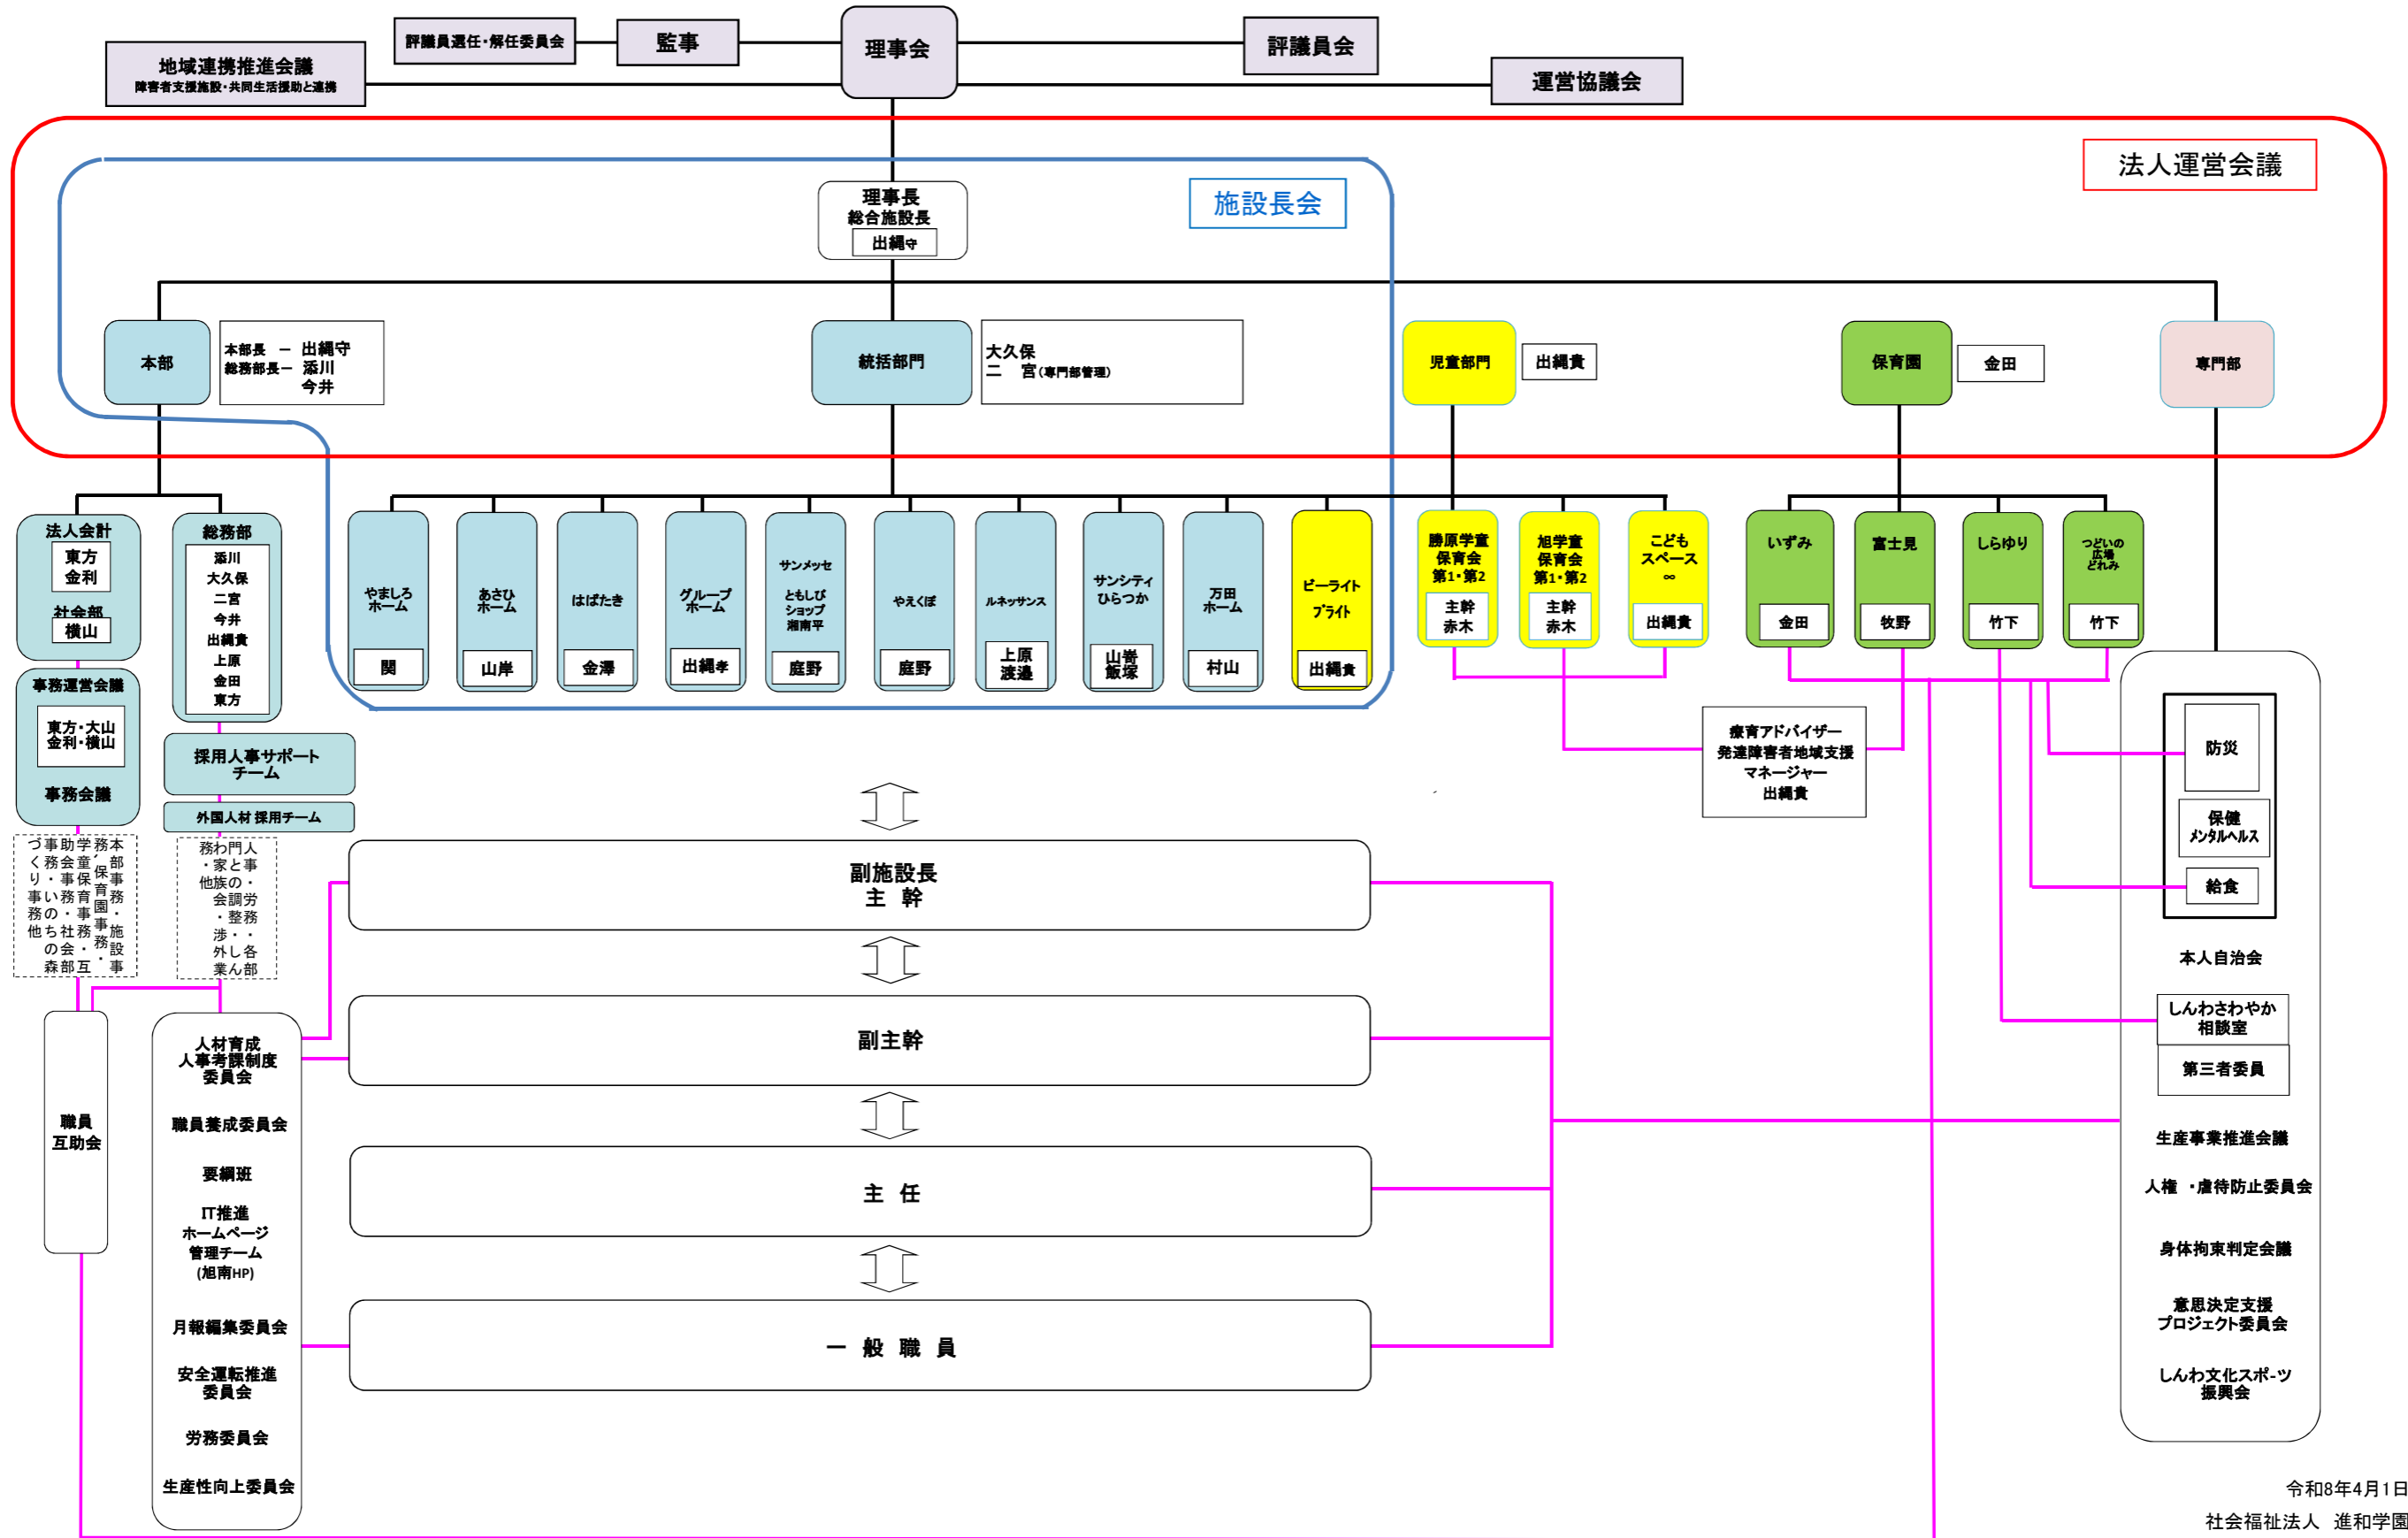 評議員選任・解任委員会
監事
理事会
評議員会
地域連携推進会議
障害者支援施設・共同生活援助と連携
運営協議会
法人運営会議
施設長会
理事長
総合施設長
出縄守
本部
本部長 － 出縄守
総務部長－ 添川
今井
統括部門
大久保
二 宮(専門部管理)
児童部門
出縄貴
保育園
金田
専門部
法人会計
東方
金利
社会部
横山
総務部
添川
大久保
二宮
今井
出縄貴
上原
金田
東方
やましろ
ホーム
関
あさひ
ホーム
山岸
はばたき
金澤
グループ
ホーム
出縄孝
サンメッセ
ともしび
ショップ
湘南平
庭野
やえくぼ
庭野
ルネッサンス
上原
渡邉
サンシティ
ひらつか
山嵜
飯塚
万田
ホーム
村山
ビーライト
ブライト
出縄貴
勝原学童
保育会
第1・第2
主幹
赤木
旭学童
保育会
第1・第2
主幹
赤木
こども
スペース
∞
出縄貴
いずみ
金田
富士見
牧野
しらゆり
竹下
つどいの
広場
どれみ
竹下
事務運営会議
東方・大山
金利・横山
事務会議
採用人事サポート
チーム
外国人材 採用チーム
本部事務・施設事
務、保育園事務・
学童保育事務・互
助会事務・社会部
事務・いのちの森
づくり事務他
人事・労務・各部
門との調整・しん
わ家族会・渉外業
務・他
療育アドバイザー
発達障害者地域支援
マネージャー
出縄貴
防災
保健
メンタルヘルス
給食
本人自治会
しんわさわやか
相談室
第三者委員
生産事業推進会議
人権 ・虐待防止委員会
身体拘束判定会議
意思決定支援
プロジェクト委員会
しんわ文化スポーツ
振興会
副施設長
主 幹
副主幹
主 任
一 般 職 員
職員
互助会
人材育成
人事考課制度
委員会
職員養成委員会
要綱班
IT推進
ホームページ
管理チーム
(旭南HP)
月報編集委員会
安全運転推進
委員会
労務委員会
生産性向上委員会
令和8年4月1日
社会福祉法人 進和学園